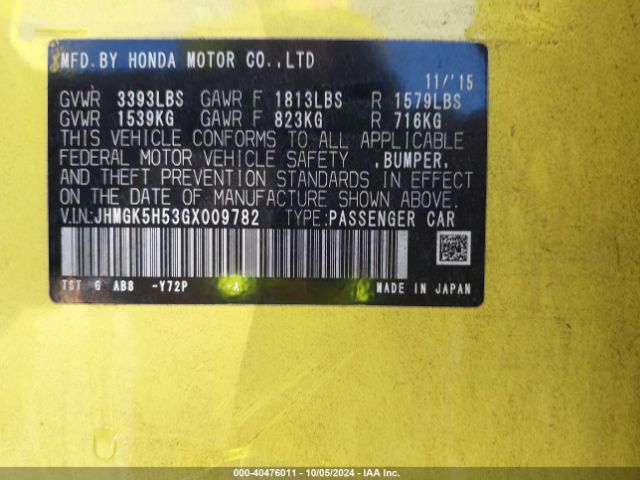 MFD.BY HONDA MOTOR CO.,LTD
11/'15
GVWR 3393LBS GAWR F 1813LBS R 1579LBS
GVWR 1539KG GAWR F 823KG R 716KG
THIS VEHICLE CONFORMS TO ALL APPLICABLE
FEDERAL MOTOR VEHICLE SAFETY ,BUMPER,
AND THEFT PREVENTION STANDARDS IN EFFECT
ON THE DATE OF MANUFACTURE SHOWN ABOVE.
V.IN:JHMGK5H53GX009782 TYPE:PASSENGER CAR
TST G AB8 -Y72P -A MADE IN JAPAN
000-40476011 - 10/05/2024 - IAA Inc.